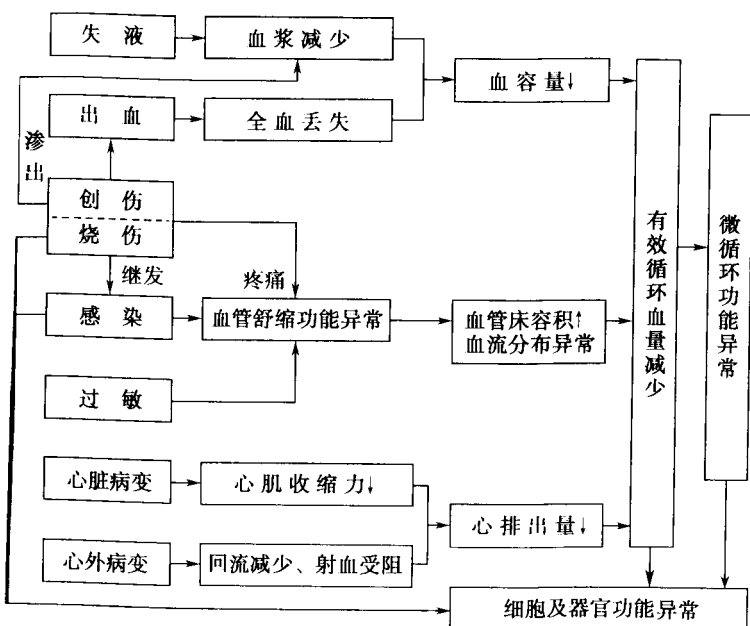 失液
血浆减少
血容量↓
出血
全血丢失
渗出
创伤
烧伤
继发
疼痛
感染
血管舒缩功能异常
血管床容积↑
血流分布异常
过敏
心脏病变
心肌收缩力↓
心排出量↓
心外病变
回流减少、射血受阻
有效循环血量减少
微循环功能异常
细胞及器官功能异常